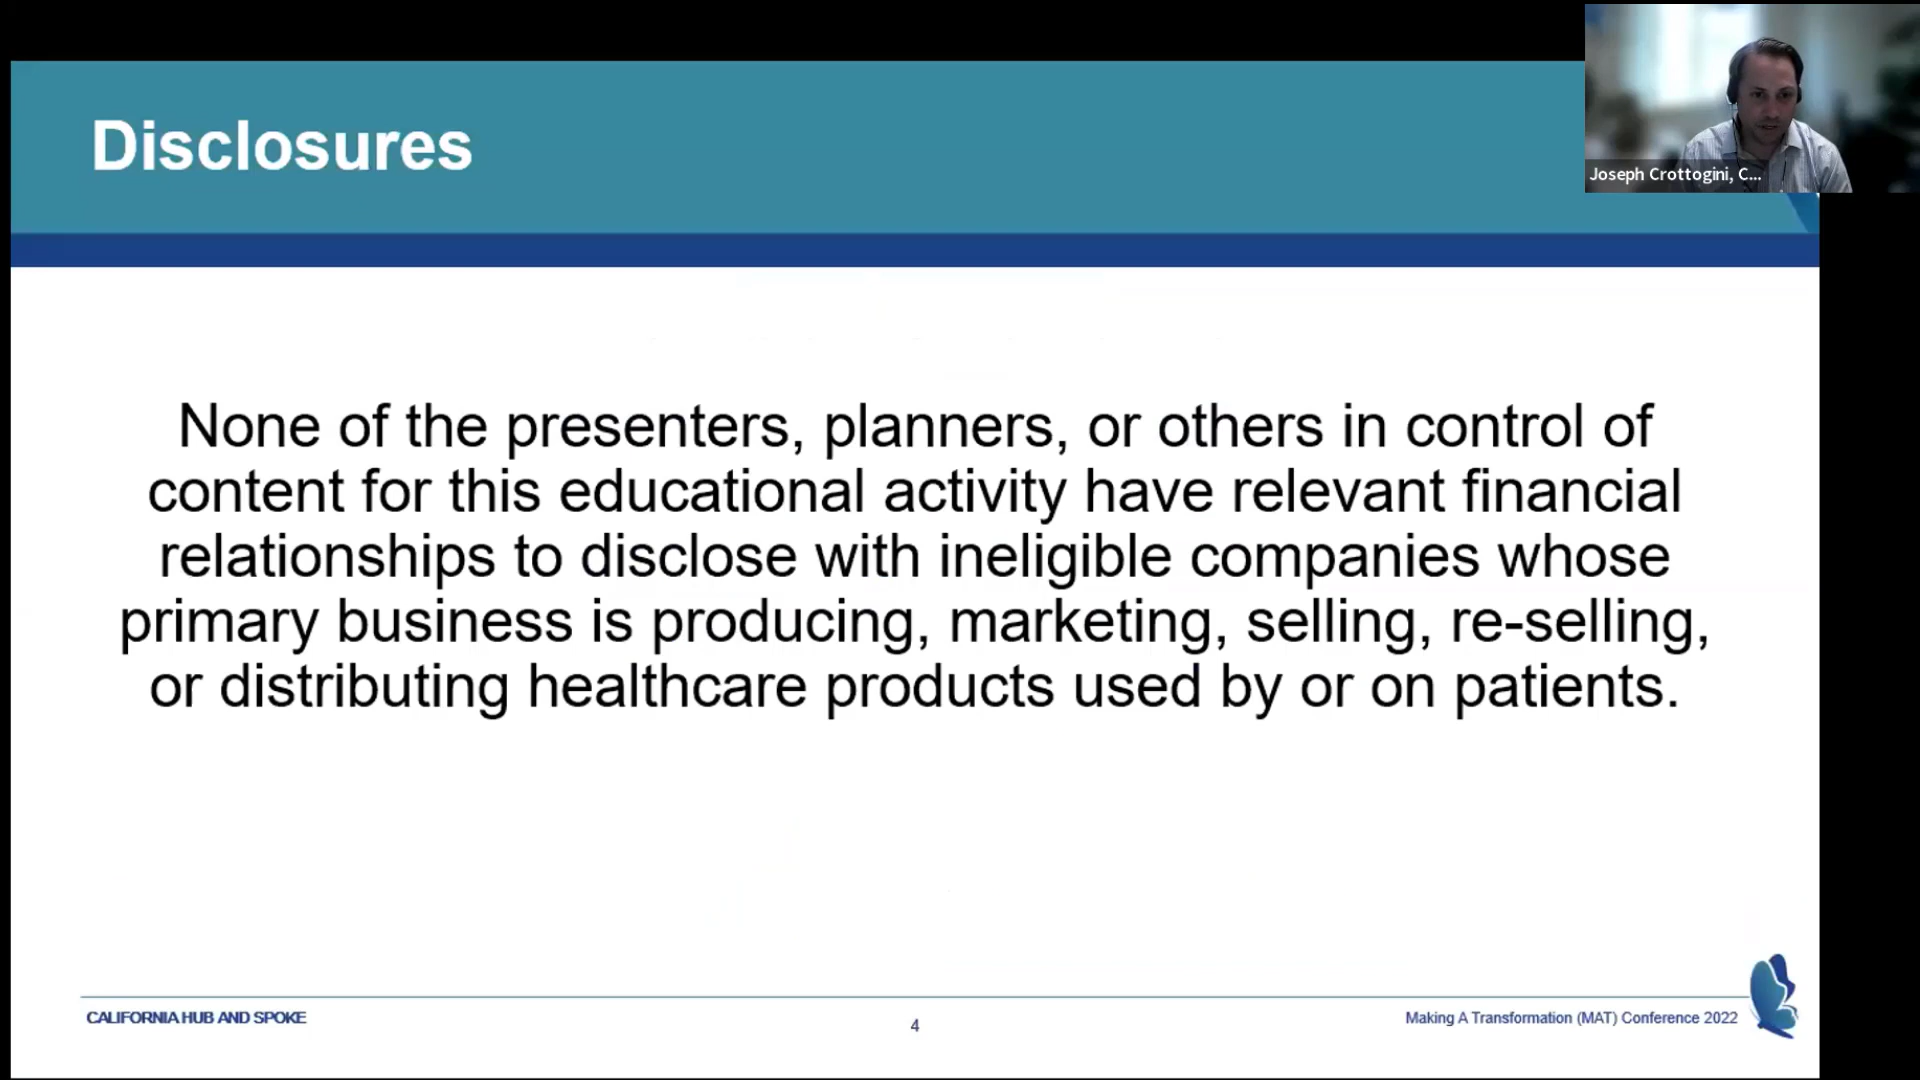 Disclosures
Joseph Crottogini, C...
None of the presenters, planners, or others in control of
content for this educational activity have relevant financial
relationships to disclose with ineligible companies whose
primary business is producing, marketing, selling, re-selling,
or distributing healthcare products used by or on patients.
CALIFORNIA HUB AND SPOKE
4
Making A Transformation (MAT) Conference 2022